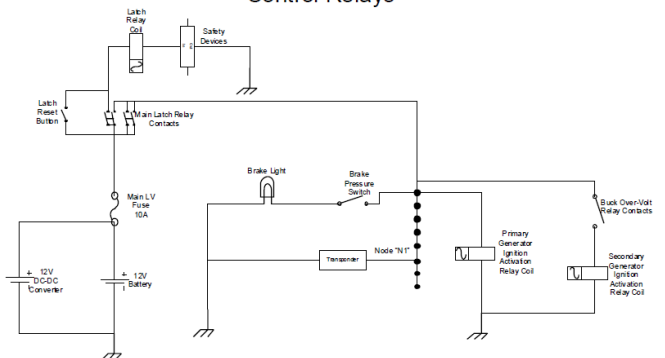 Control Relays
Latch
Relay
Coil
Safety
Devices
Latch
Reset
Button
Main Latch Relay
Contacts
Brake Light
Brake
Pressure
Switch
Main LV
Fuse
10A
Buck Over-Volt
Relay Contacts
Primary
Generator
Ignition
Activation
Relay Coil
Node "N1"
Transponder
Secondary
Generator
Ignition
Activation
Relay Coil
12V
DC-DC
Converter
12V
Battery